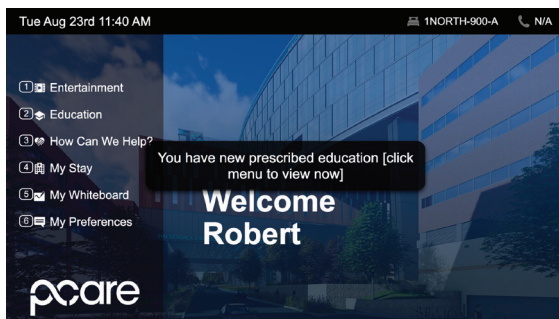 Tue Aug 23rd 11:40 AM
1NORTH-900-A
N/A
1 Entertainment
2 Education
3 How Can We Help?
4 My Stay
5 My Whiteboard
6 My Preferences
You have new prescribed education [click
menu to view now]
Welcome
Robert
pcare